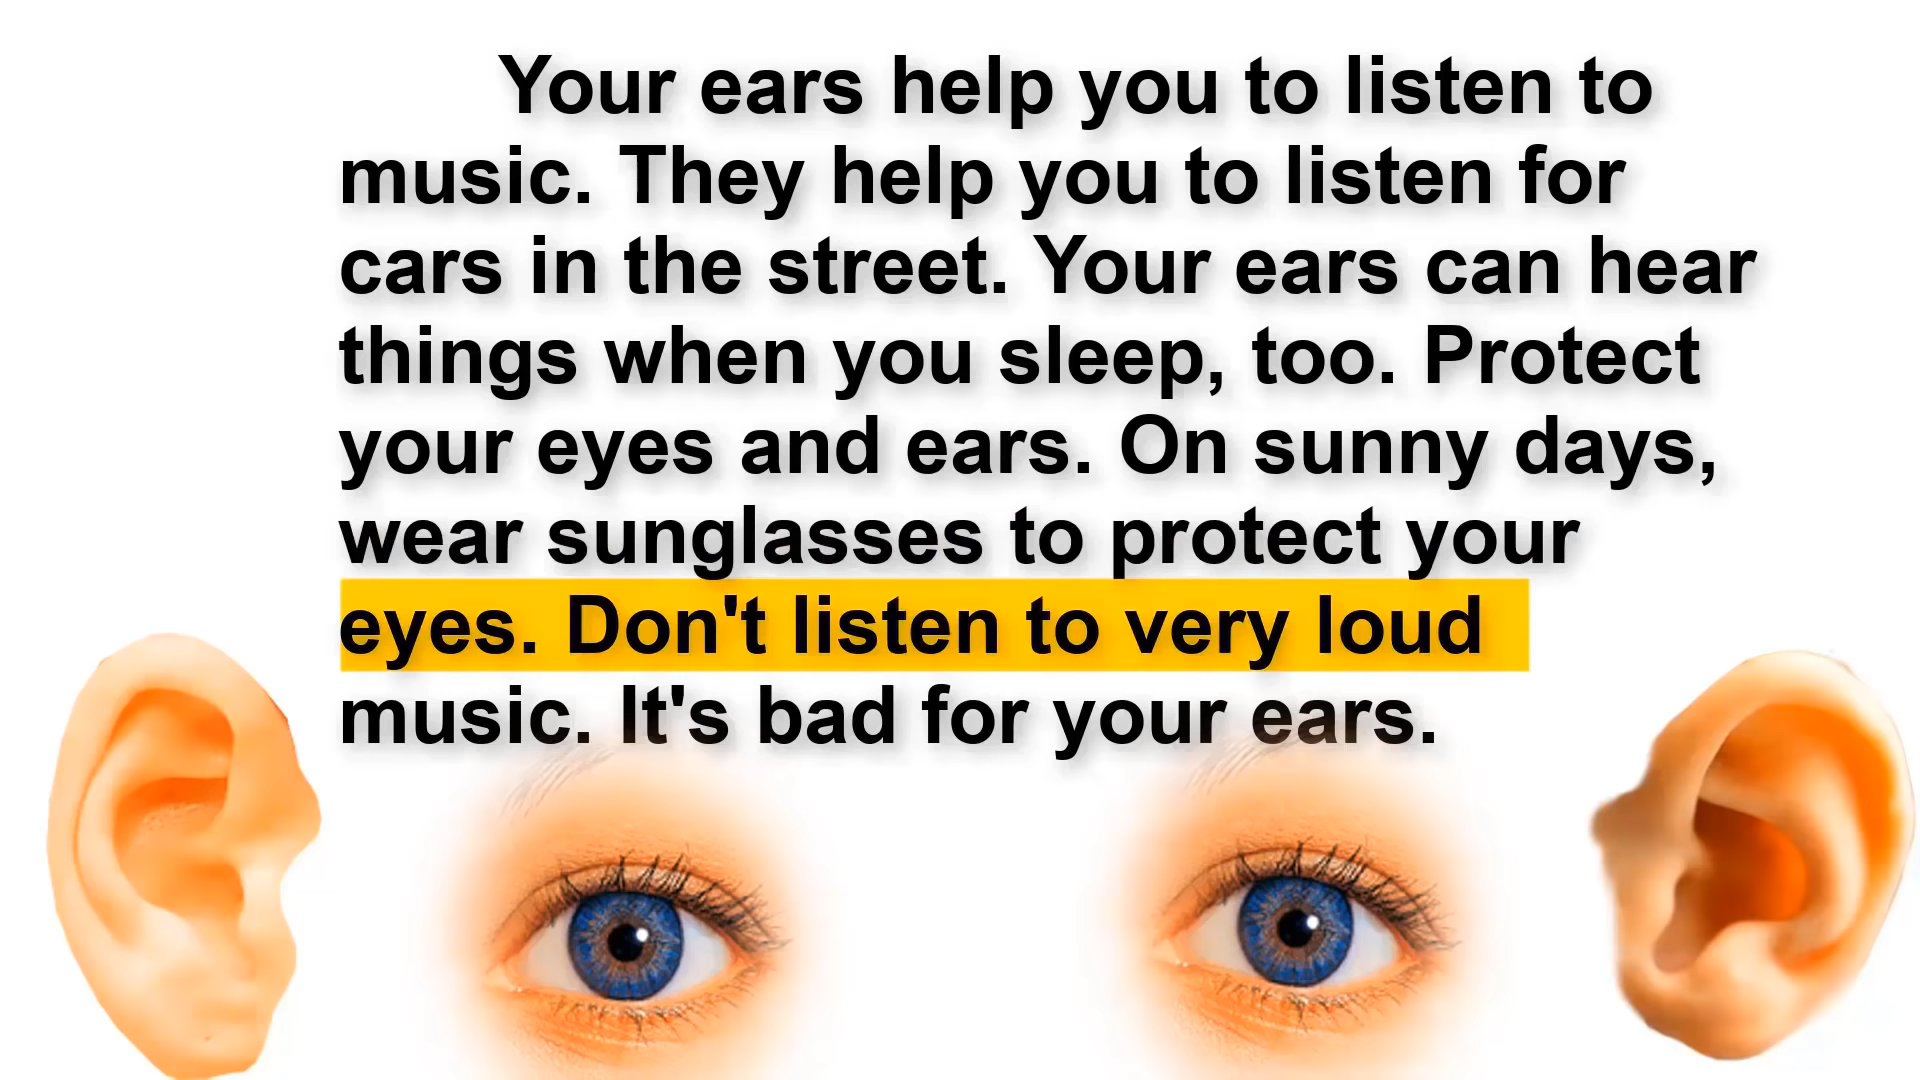 Your ears help you to listen to
music. They help you to listen for
cars in the street. Your ears can hear
things when you sleep, too. Protect
your eyes and ears. On sunny days,
wear sunglasses to protect your
eyes. Don't listen to very loud
music. It's bad for your ears.